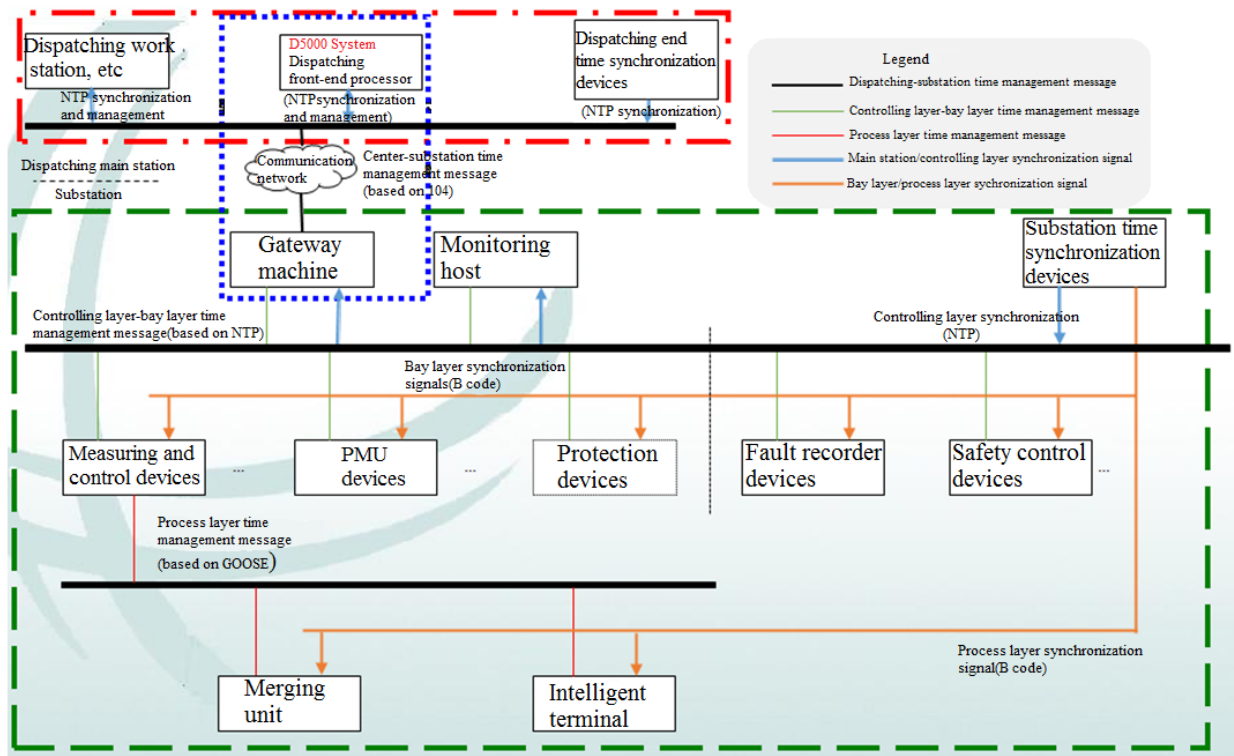 Dispatching work
station, etc
NTP synchronization
and management
D5000 System
Dispatching
front-end processor
(NTPsynchronization
and management)
Dispatching end
time synchronization
devices
(NTP synchronization)
Legend
Dispatching-substation time management message
Controlling layer-bay layer time management message
Process layer time management message
Main station/controlling layer synchronization signal
Bay layer/process layer sychronization signal
Dispatching main station
Substation
Communication
network
Center-substation time
management message
(based on 104)
Gateway
machine
Monitoring
host
Substation time
synchronization
devices
Controlling layer-bay layer time
management message(based on NTP)
Controlling layer synchronization
(NTP)
Bay layer synchronization
signals(B code)
Measuring and
control devices
...
PMU
devices
...
Protection
devices
Fault recorder
devices
Safety control
devices
...
Process layer time
management message
(based on GOOSE)
Process layer synchronization
signal(B code)
Merging
unit
Intelligent
terminal